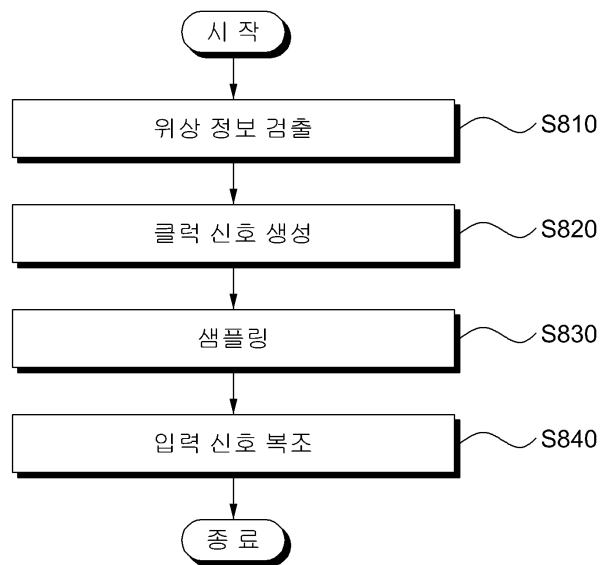 시 작
위상 정보 검출
S810
클럭 신호 생성
S820
샘플링
S830
입력 신호 복조
S840
종 료